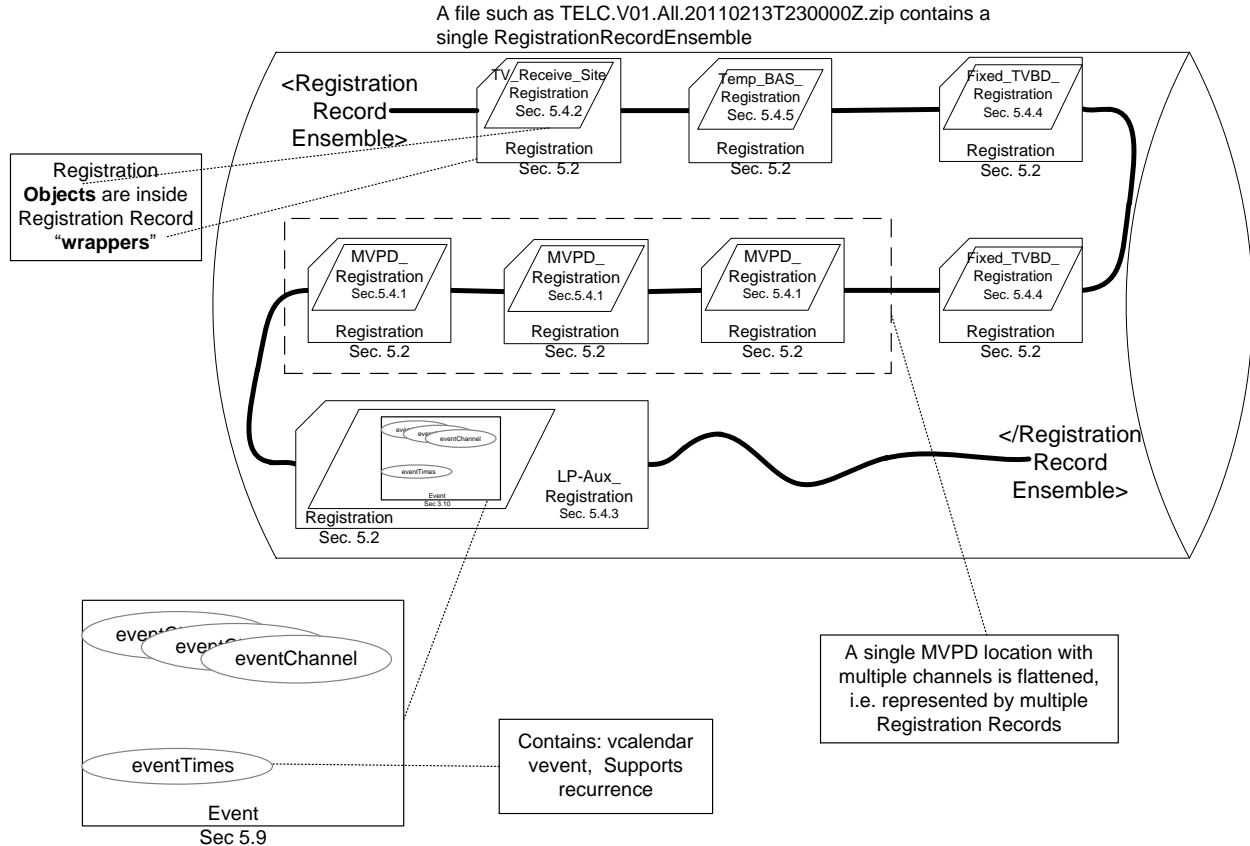 A file such as TELC.V01.All.20110213T230000Z.zip contains a
single RegistrationRecordEnsemble
<Registration
Record
Ensemble>
TV_Receive_Site
Registration
Sec. 5.4.2
Registration
Sec. 5.2
Temp_BAS_
Registration
Sec. 5.4.5
Registration
Sec. 5.2
Fixed_TVBD_
Registration
Sec. 5.4.4
Registration
Sec. 5.2
Registration
Objects are inside
Registration Record
“wrappers”
MVPD_
Registration
Sec.5.4.1
Registration
Sec. 5.2
MVPD_
Registration
Sec.5.4.1
Registration
Sec. 5.2
MVPD_
Registration
Sec. 5.4.1
Registration
Sec. 5.2
Fixed_TVBD_
Registration
Sec. 5.4.4
Registration
Sec. 5.2
eventChannel
eventTimes
Event
Sec 3.10
LP-Aux_
Registration
Sec. 5.4.3
Registration
Sec. 5.2
</Registration
Record
Ensemble>
eventChannel
eventTimes
Event
Sec 5.9
Contains: vcalendar
vevent, Supports
recurrence
A single MVPD location with
multiple channels is flattened,
i.e. represented by multiple
Registration Records